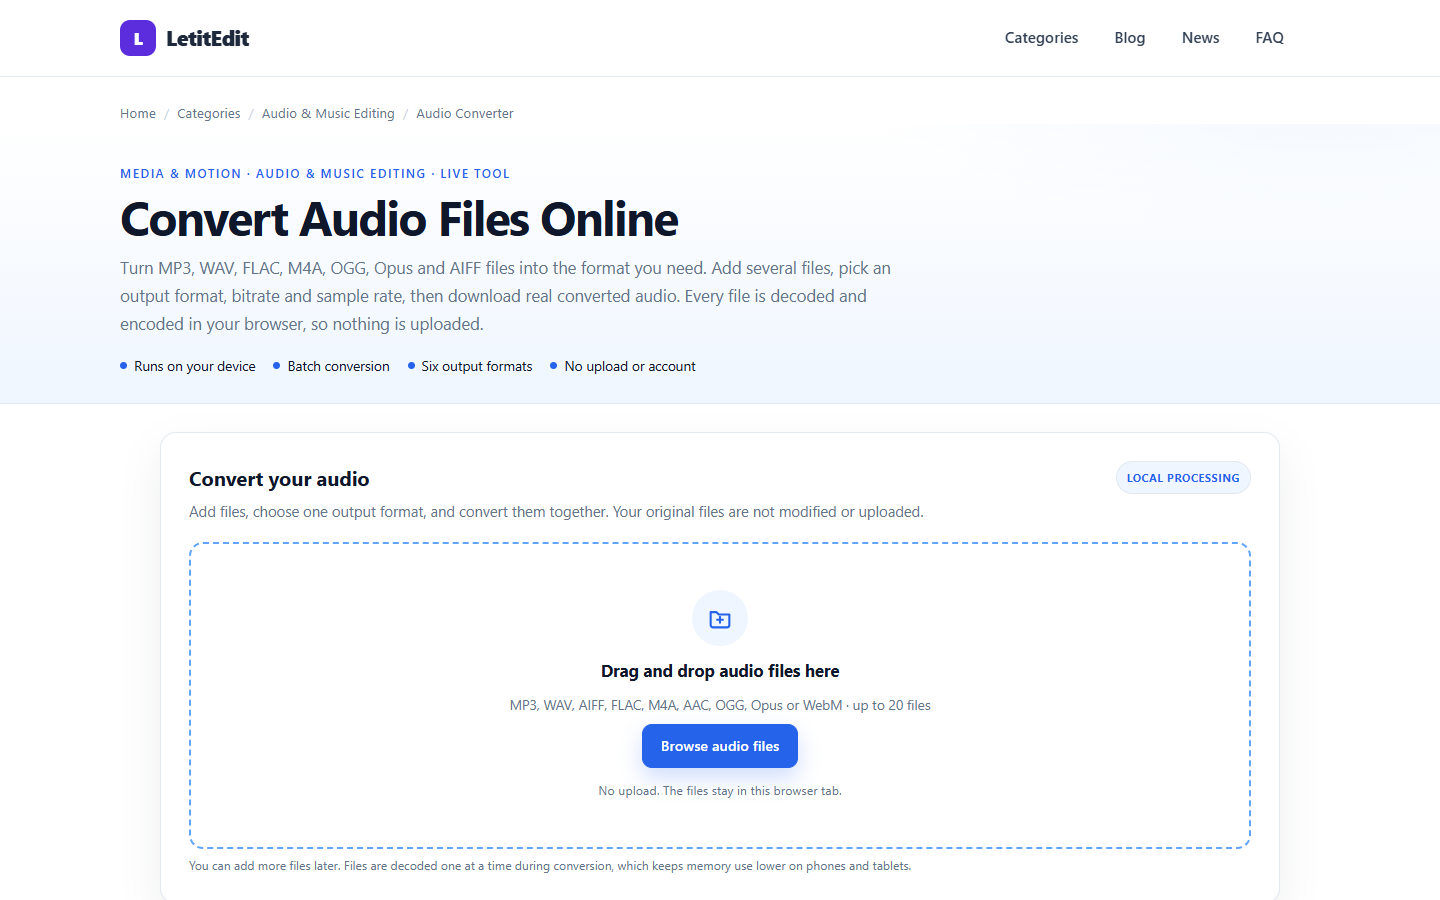 L LetitEdit
Categories Blog News FAQ
Home / Categories / Audio & Music Editing / Audio Converter
MEDIA & MOTION · AUDIO & MUSIC EDITING · LIVE TOOL
Convert Audio Files Online
Turn MP3, WAV, FLAC, M4A, OGG, Opus and AIFF files into the format you need. Add several files, pick an
output format, bitrate and sample rate, then download real converted audio. Every file is decoded and
encoded in your browser, so nothing is uploaded.
Runs on your device Batch conversion Six output formats No upload or account
Convert your audio
LOCAL PROCESSING
Add files, choose one output format, and convert them together. Your original files are not modified or uploaded.
Drag and drop audio files here
MP3, WAV, AIFF, FLAC, M4A, AAC, OGG, Opus or WebM · up to 20 files
Browse audio files
No upload. The files stay in this browser tab.
You can add more files later. Files are decoded one at a time during conversion, which keeps memory use lower on phones and tablets.